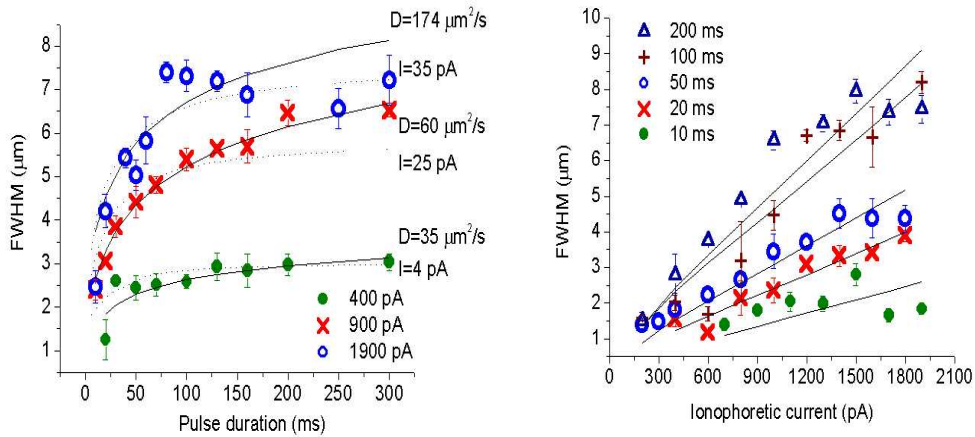 D=174 μm²/s
I=35 pA
D=60 μm²/s
I=25 pA
D=35 μm²/s
I=4 pA
8
7
6
5
4
3
2
1
FWHM (μm)
400 pA
900 pA
1900 pA
0 50 100 150 200 250 300
Pulse duration (ms)
10
9
8
7
6
5
4
3
2
1
FWHM (μm)
200 ms
100 ms
50 ms
20 ms
10 ms
0 300 600 900 1200 1500 1800 2100
Ionophoretic current (pA)